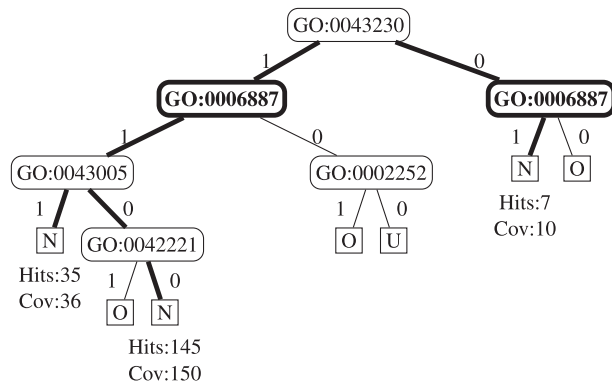 GO:0043230
1 0
GO:0006887 GO:0006887
1 0 1 0
GO:0043005 GO:0002252 N O
1 0 1 0 Hits:7
N GO:0042221 O U Cov:10
Hits:35 1 0
Cov:36 O N
Hits:145
Cov:150